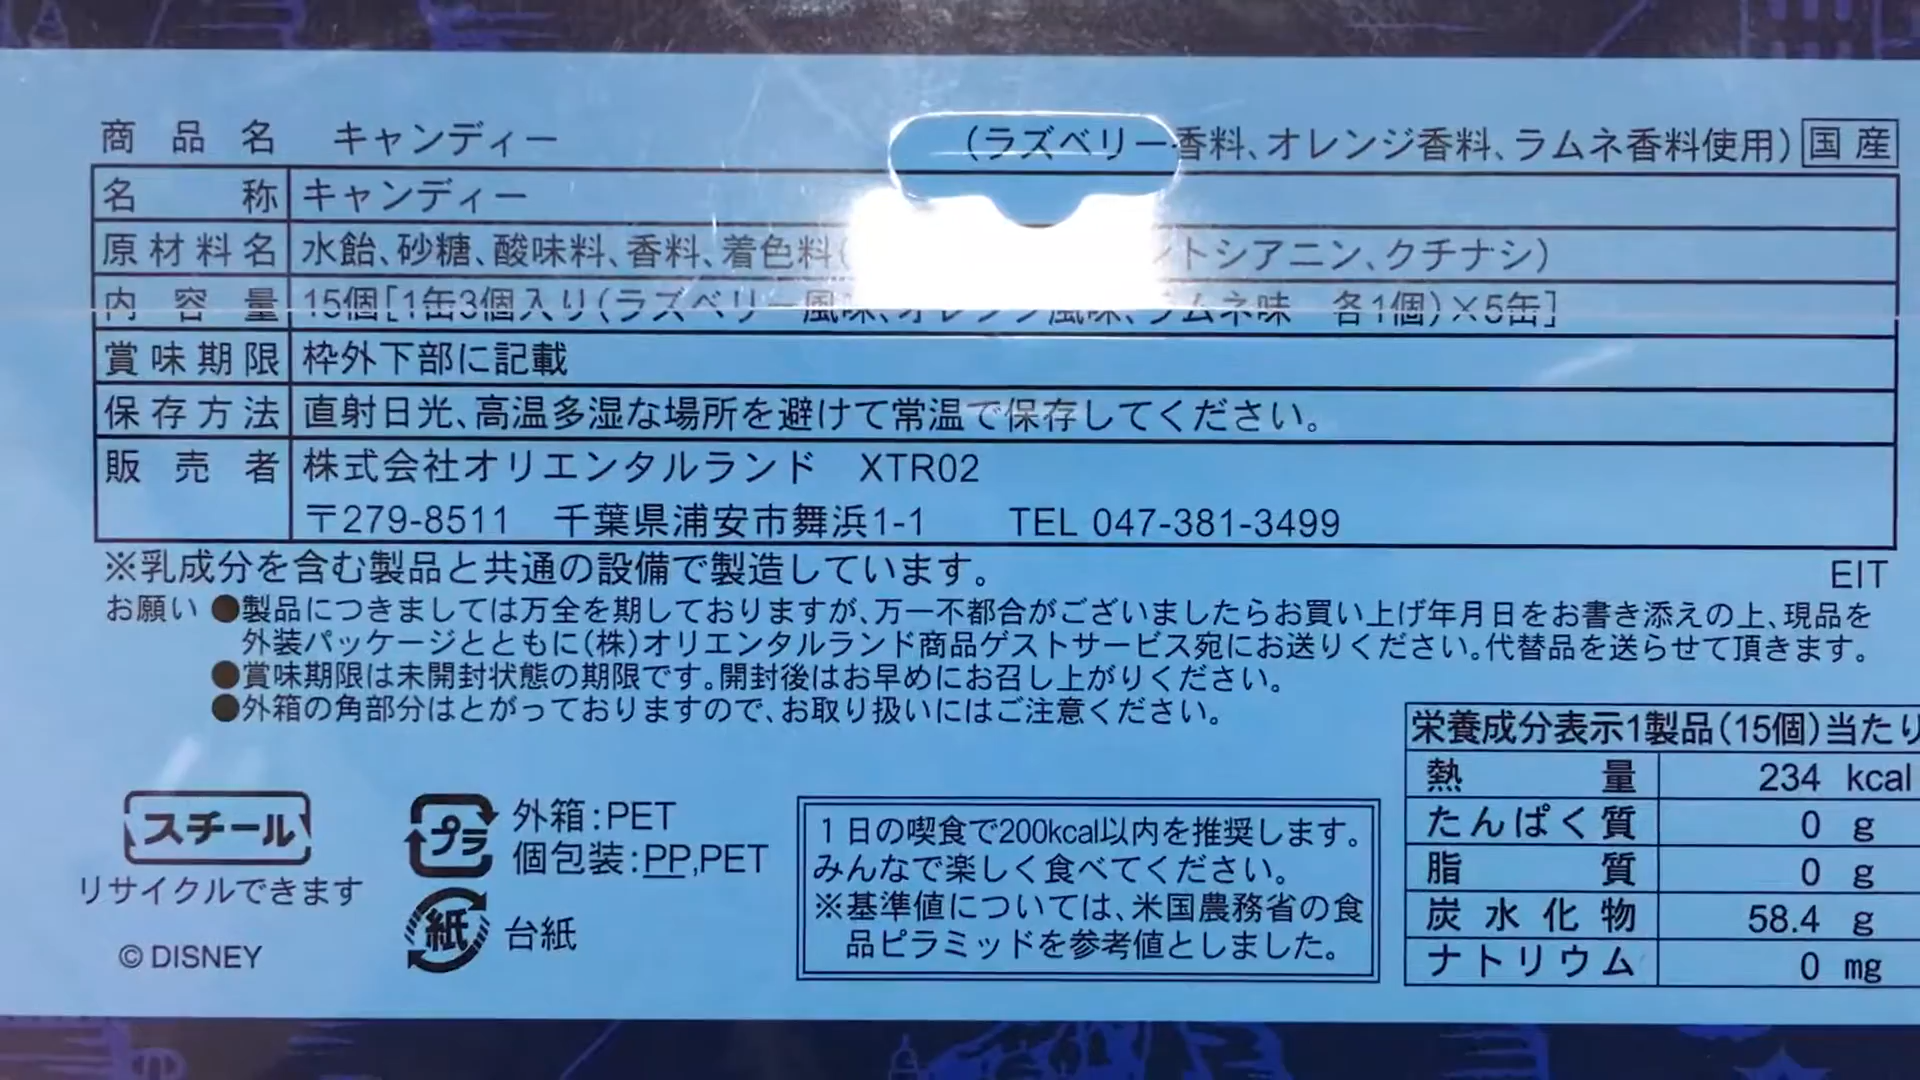 商品名 キャンディー (ラズベリー香料、オレンジ香料、ラムネ香料使用) 国産
名称 キャンディー
原材料名 水飴、砂糖、酸味料、香料、着色料( ントシアニン、クチナシ)
内容量 15個[1缶3個入り(ラズベリー風味、オレンジ風味、ラムネ味 各1個)×5缶]
賞味期限 枠外下部に記載
保存方法 直射日光、高温多湿な場所を避けて常温で保存してください。
販売者 株式会社オリエンタルランド XTR02
〒279-8511 千葉県浦安市舞浜1-1 TEL 047-381-3499
※乳成分を含む製品と共通の設備で製造しています。 EIT
お願い ●製品につきましては万全を期しておりますが、万一不都合がございましたらお買い上げ年月日をお書き添えの上、現品を
外装パッケージとともに(株)オリエンタルランド商品ゲストサービス宛にお送りください。代替品を送らせて頂きます。
●賞味期限は未開封状態の期限です。開封後はお早めにお召し上がりください。
●外箱の角部分はとがっておりますので、お取り扱いにはご注意ください。
スチール
リサイクルできます
© DISNEY
プラ
外箱:PET
個包装:PP,PET
紙 台紙
1日の喫食で200kcal以内を推奨します。
みんなで楽しく食べてください。
※基準値については、米国農務省の食
品ピラミッドを参考値としました。
栄養成分表示1製品(15個)当たり
熱量 234 kcal
たんぱく質 0 g
脂質 0 g
炭水化物 58.4 g
ナトリウム 0 mg